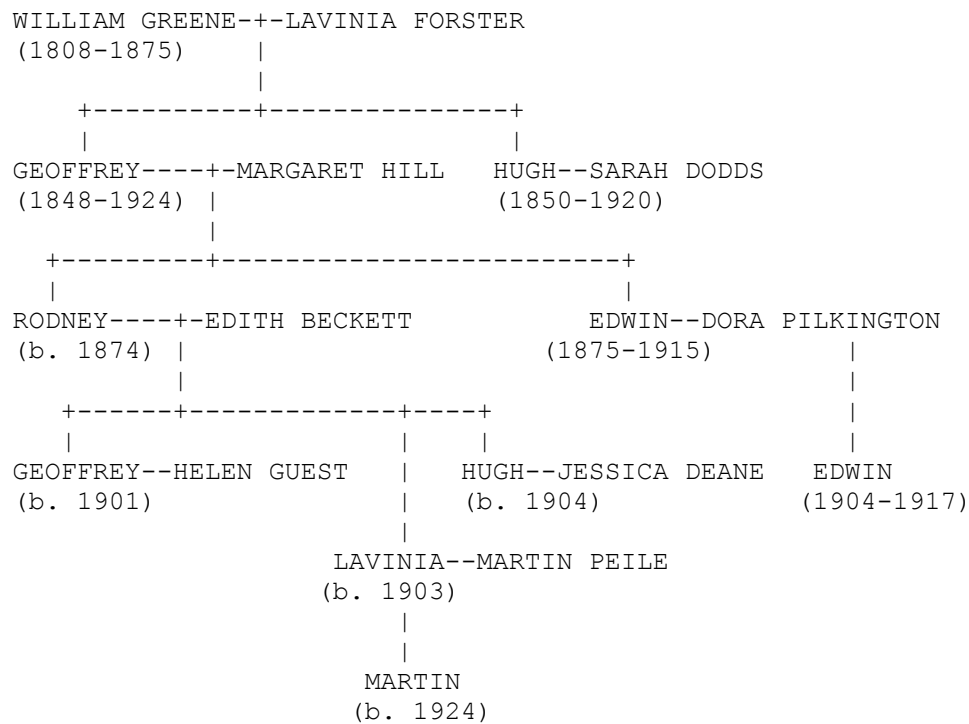 WILLIAM GREENE-+-LAVINIA FORSTER
(1808-1875)    |
               |
    +----------+---------------+
    |                          |
GEOFFREY----+-MARGARET HILL   HUGH--SARAH DODDS
(1848-1924) |                 (1850-1920)
            |
  +---------+-------------------------+
  |                                   |
RODNEY----+-EDITH BECKETT           EDWIN--DORA PILKINGTON
(b. 1874) |                      (1875-1915)        |
          |                                         |
   +------+-------------+----+                      |
   |                    |    |                      |
GEOFFREY--HELEN GUEST   |   HUGH--JESSICA DEANE   EDWIN
(b. 1901)               |   (b. 1904)            (1904-1917)
                        |
                    LAVINIA--MARTIN PEILE
                   (b. 1903)
                        |
                        |
                      MARTIN
                     (b. 1924)